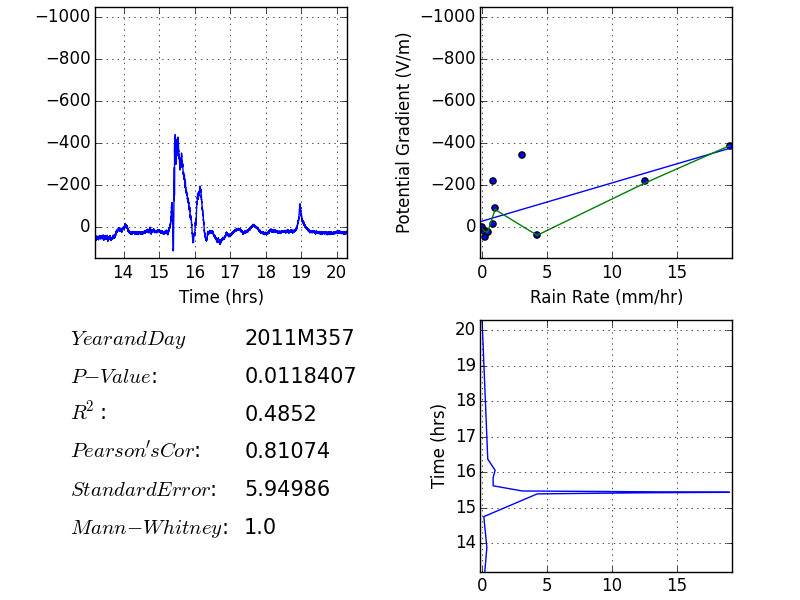 −1000
−800
−600
−400
−200
0
14 15 16 17 18 19 20
Time (hrs)
Potential Gradient (V/m)
−1000
−800
−600
−400
−200
0
0 5 10 15
Rain Rate (mm/hr)
YearandDay 2011M357
P−Value: 0.0118407
R²: 0.4852
Pearson'sCor: 0.81074
StandardError: 5.94986
Mann−Whitney: 1.0
Time (hrs)
20
19
18
17
16
15
14
0 5 10 15